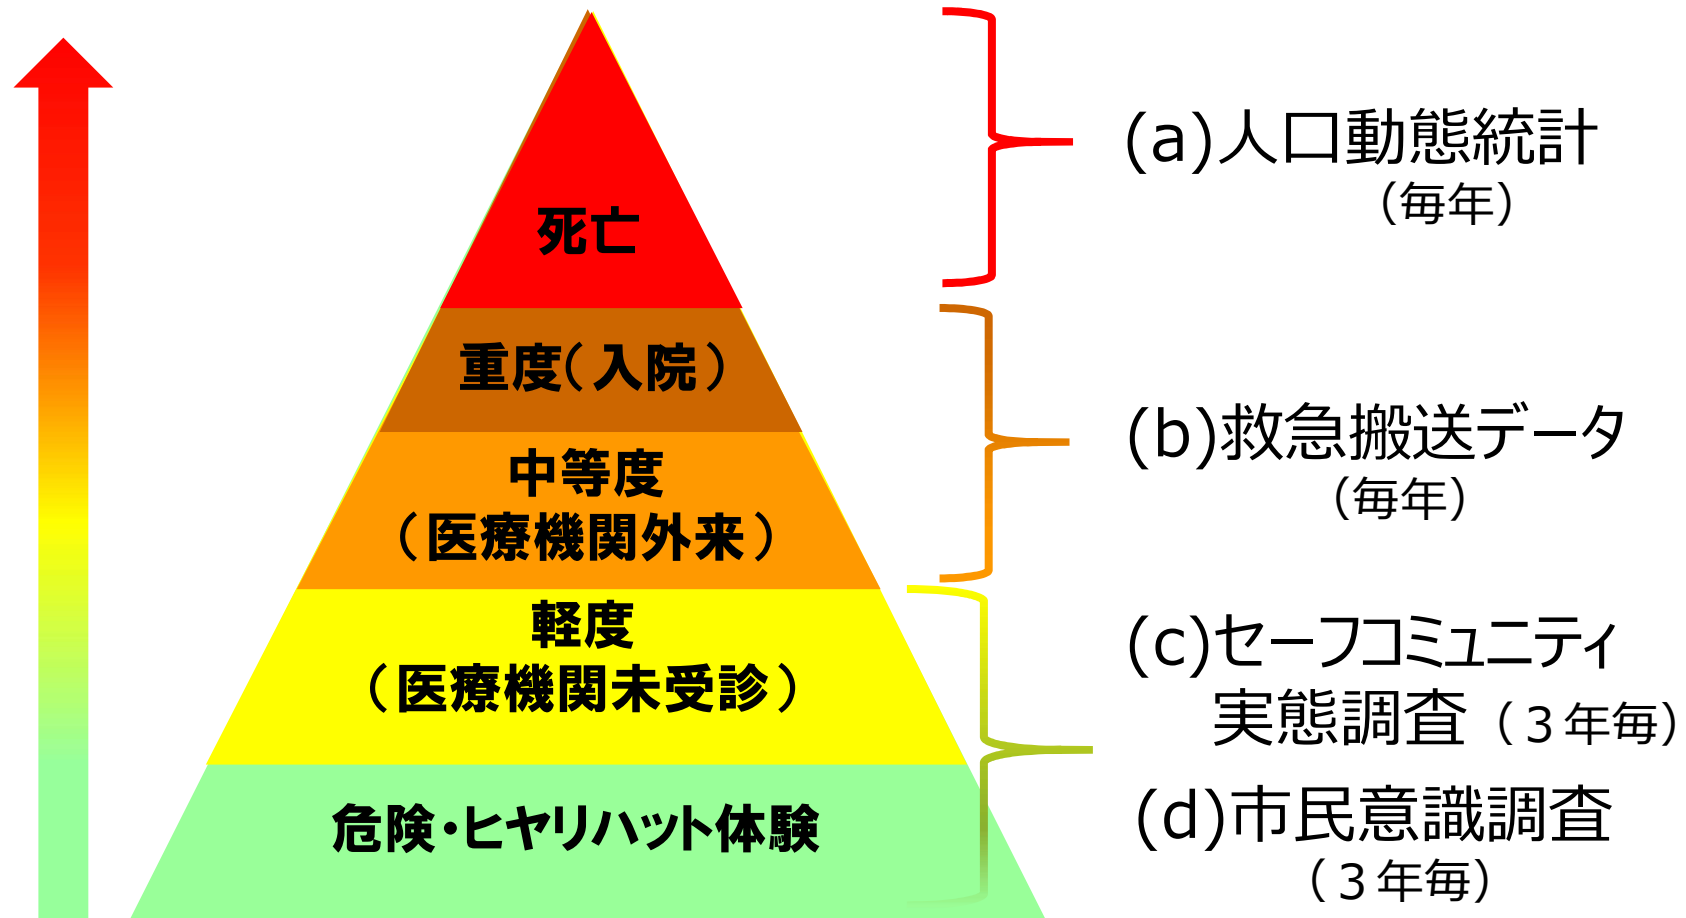 死亡
重度（入院）
中等度
（医療機関外来）
軽度
（医療機関未受診）
危険・ヒヤリハット体験
(a)人口動態統計
（毎年）
(b)救急搬送データ
（毎年）
(c)セーフコミュニティ
実態調査（３年毎）
(d)市民意識調査
（３年毎）